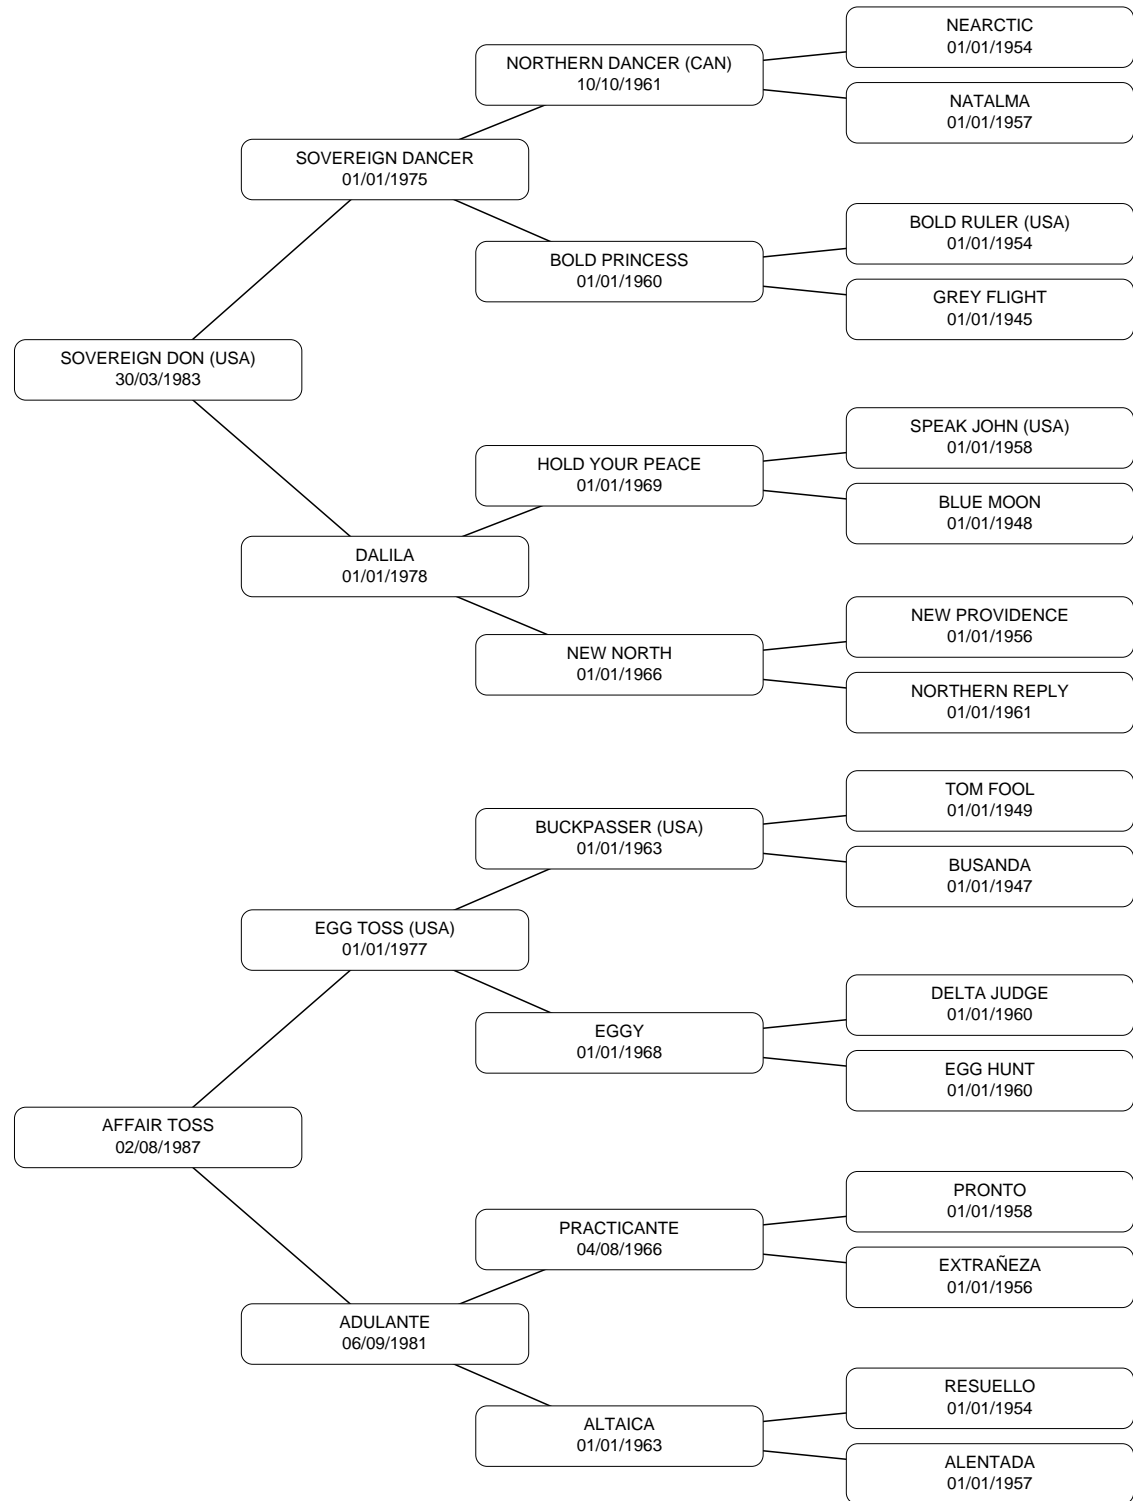 NEARCTIC
01/01/1954
NORTHERN DANCER (CAN)
10/10/1961
NATALMA
01/01/1957
SOVEREIGN DANCER
01/01/1975
BOLD RULER (USA)
01/01/1954
BOLD PRINCESS
01/01/1960
GREY FLIGHT
01/01/1945
SOVEREIGN DON (USA)
30/03/1983
SPEAK JOHN (USA)
01/01/1958
HOLD YOUR PEACE
01/01/1969
BLUE MOON
01/01/1948
DALILA
01/01/1978
NEW PROVIDENCE
01/01/1956
NEW NORTH
01/01/1966
NORTHERN REPLY
01/01/1961
TOM FOOL
01/01/1949
BUCKPASSER (USA)
01/01/1963
BUSANDA
01/01/1947
EGG TOSS (USA)
01/01/1977
DELTA JUDGE
01/01/1960
EGGY
01/01/1968
EGG HUNT
01/01/1960
AFFAIR TOSS
02/08/1987
PRONTO
01/01/1958
PRACTICANTE
04/08/1966
EXTRAÑEZA
01/01/1956
ADULANTE
06/09/1981
RESUELLO
01/01/1954
ALTAICA
01/01/1963
ALENTADA
01/01/1957